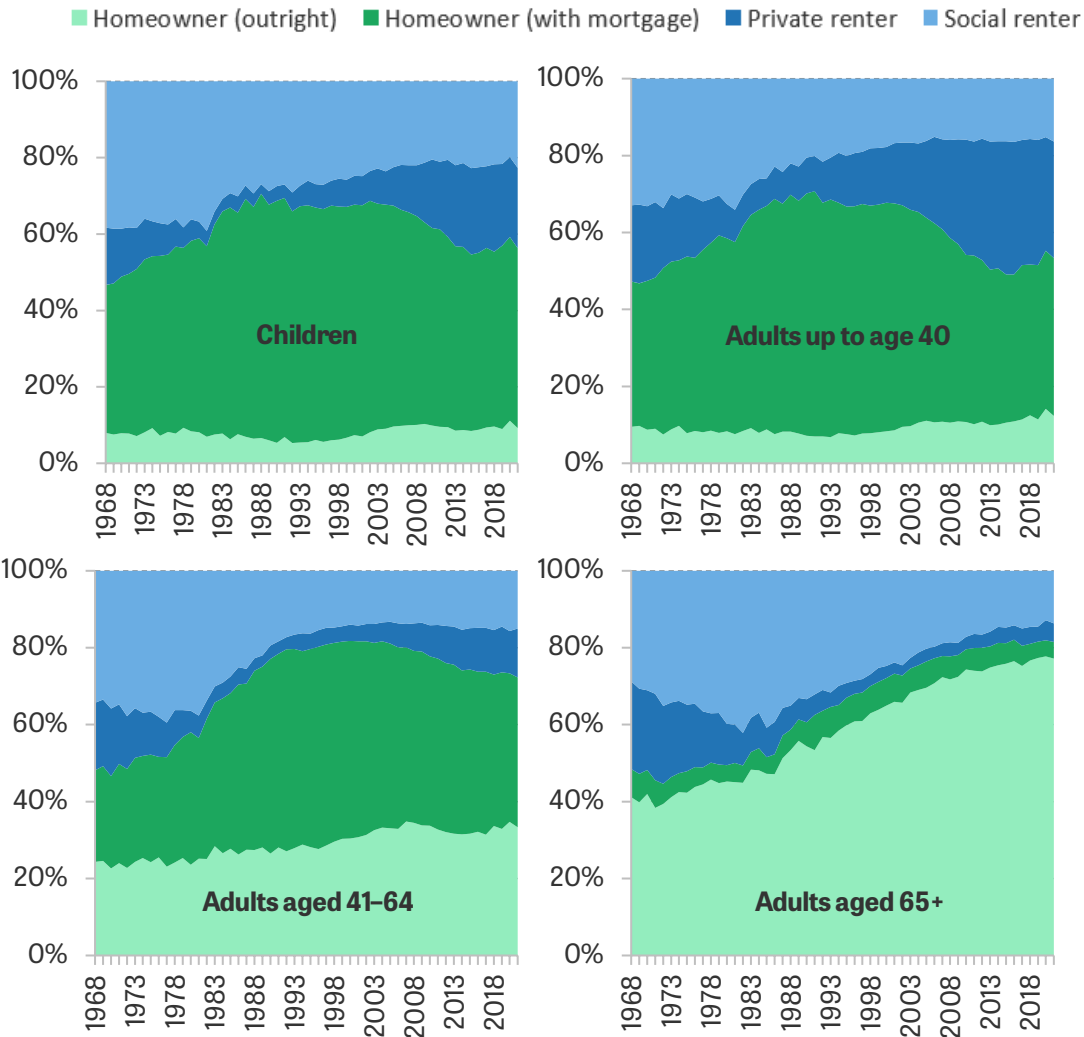 Homeowner (outright) Homeowner (with mortgage) Private renter Social renter
100%
80%
60%
40%
20%
0%
Children
1968 1973 1978 1983 1988 1993 1998 2003 2008 2013 2018
100%
80%
60%
40%
20%
0%
Adults up to age 40
1968 1973 1978 1983 1988 1993 1998 2003 2008 2013 2018
100%
80%
60%
40%
20%
0%
Adults aged 41–64
1968 1973 1978 1983 1988 1993 1998 2003 2008 2013 2018
100%
80%
60%
40%
20%
0%
Adults aged 65+
1968 1973 1978 1983 1988 1993 1998 2003 2008 2013 2018